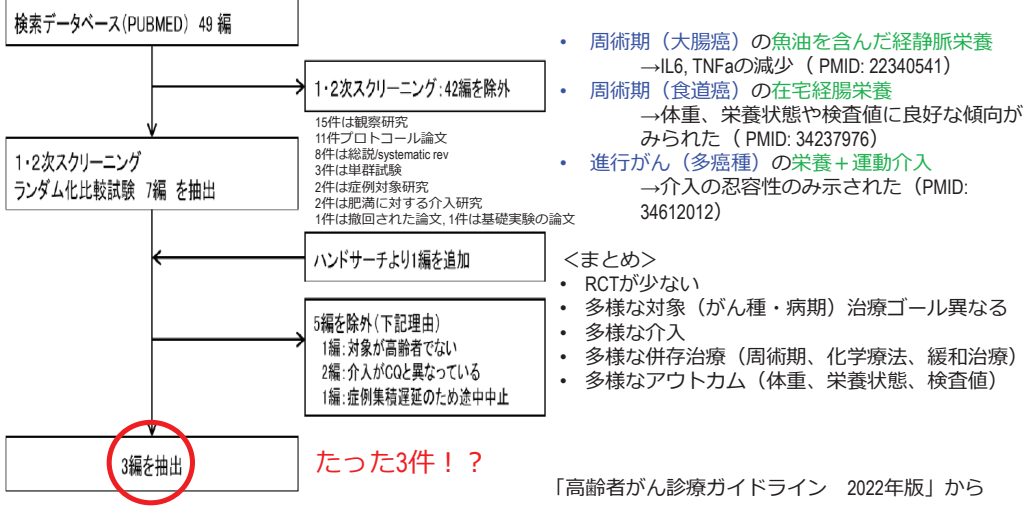 検索データベース(PUBMED) 49 編
1・2次スクリーニング:42編を除外
15件は観察研究
11件プロトコール論文
8件は総説/systematic rev
3件は単群試験
2件は症例対象研究
2件は肥満に対する介入研究
1件は撤回された論文, 1件は基礎実験の論文
1・2次スクリーニング
ランダム化比較試験 7編 を抽出
ハンドサーチより1編を追加
5編を除外(下記理由)
1編:対象が高齢者でない
2編:介入がCQと異なっている
1編:症例集積遅延のため途中中止
3編を抽出
たった3件!?
• 周術期(大腸癌)の魚油を含んだ経静脈栄養
→IL6, TNFaの減少( PMID: 22340541)
• 周術期(食道癌)の在宅経腸栄養
→体重、栄養状態や検査値に良好な傾向が
みられた( PMID: 34237976)
• 進行がん(多癌種)の栄養+運動介入
→介入の忍容性のみ示された(PMID:
34612012)
<まとめ>
• RCTが少ない
• 多様な対象(がん種・病期)治療ゴール異なる
• 多様な介入
• 多様な併存治療(周術期、化学療法、緩和治療)
• 多様なアウトカム(体重、栄養状態、検査値)
「高齢者がん診療ガイドライン 2022年版」から